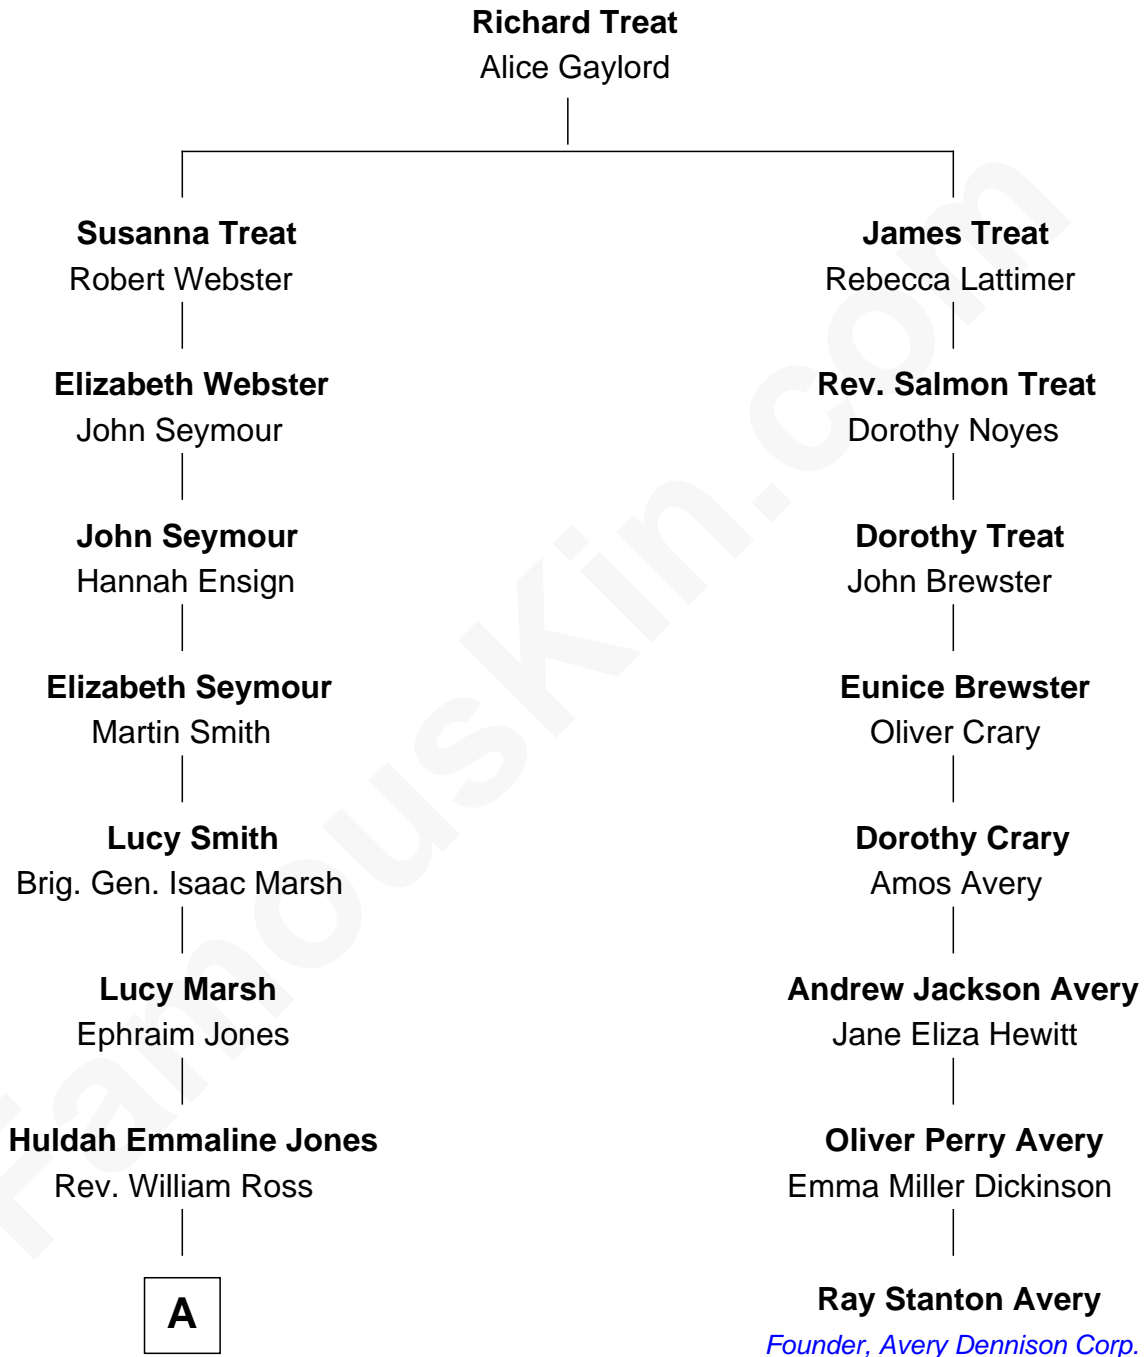 Richard Treat
Alice Gaylord
Susanna Treat
Robert Webster
James Treat
Rebecca Lattimer
Elizabeth Webster
John Seymour
Rev. Salmon Treat
Dorothy Noyes
John Seymour
Hannah Ensign
Dorothy Treat
John Brewster
Elizabeth Seymour
Martin Smith
Eunice Brewster
Oliver Crary
Lucy Smith
Brig. Gen. Isaac Marsh
Dorothy Crary
Amos Avery
Lucy Marsh
Ephraim Jones
Andrew Jackson Avery
Jane Eliza Hewitt
Huldah Emmaline Jones
Rev. William Ross
Oliver Perry Avery
Emma Miller Dickinson
A
Ray Stanton Avery
Founder, Avery Dennison Corp.
FamousKin.com